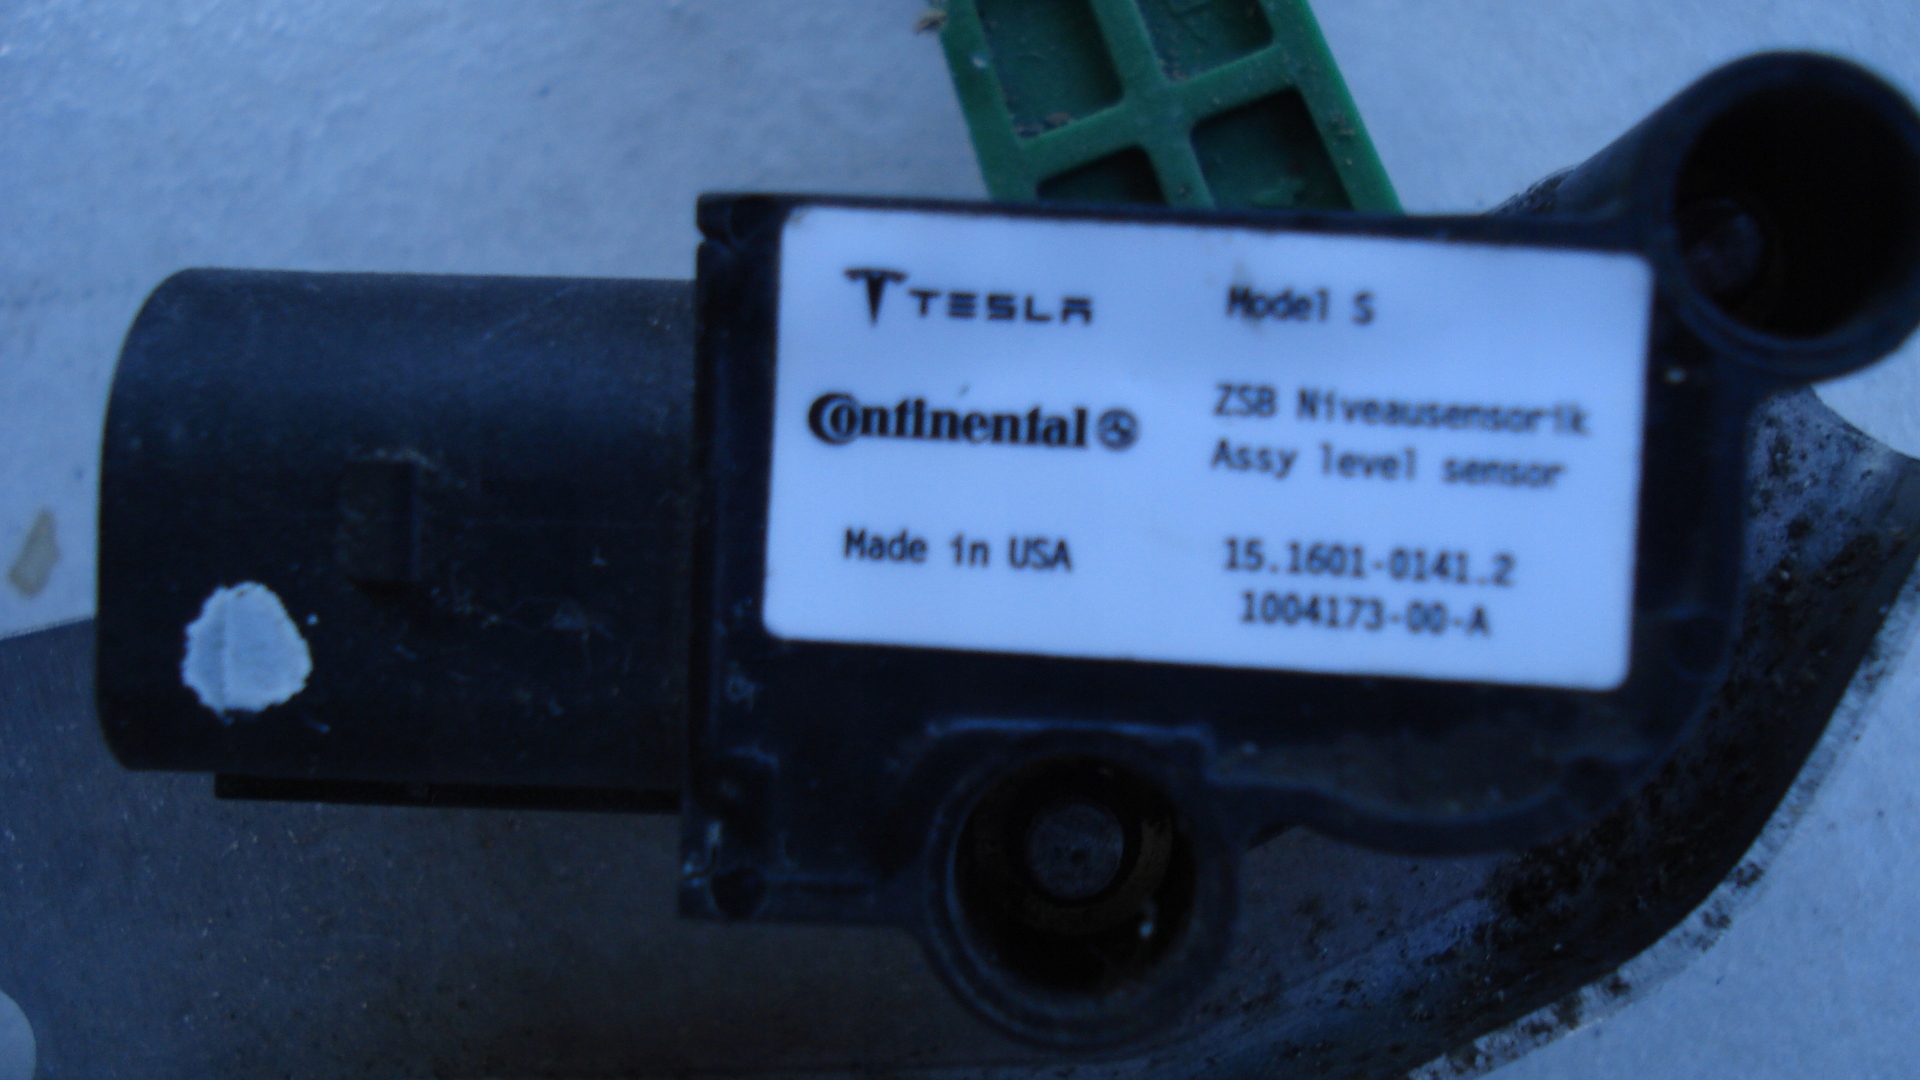 TESLA Model S
Continental ZSB Niveausensorik
Assy level sensor
Made in USA 15.1601-0141.2
1004173-00-A